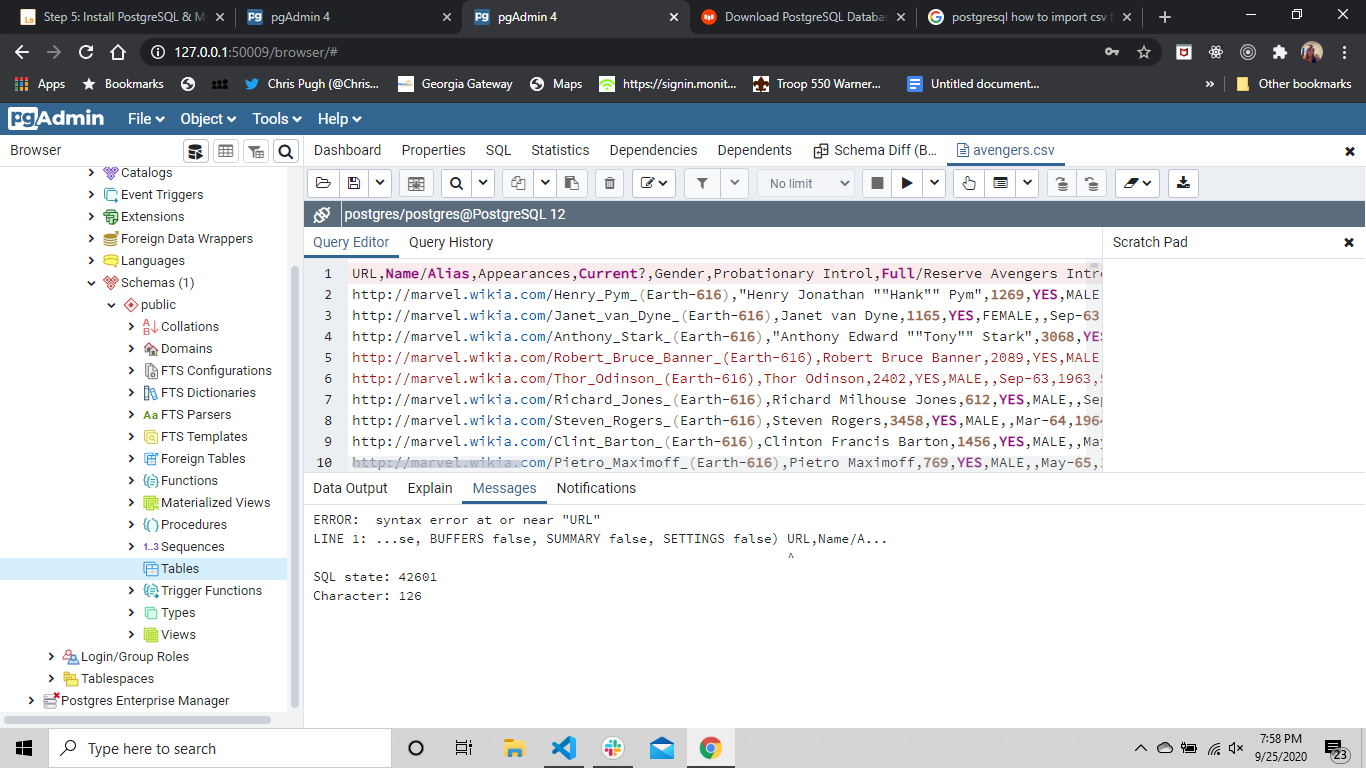 Step 5: Install PostgreSQL & M
pgAdmin 4
pgAdmin 4
Download PostgreSQL Databa
postgresql how to import csv f
127.0.0.1:50009/browser/#
Apps
Bookmarks
Chris Pugh (@Chris...
Georgia Gateway
Maps
https://signin.monit...
Troop 550 Warner...
Untitled document...
»
Other bookmarks
pgAdmin File Object Tools Help
Browser
Dashboard Properties SQL Statistics Dependencies Dependents Schema Diff (B... avengers.csv
No limit
postgres/postgres@PostgreSQL 12
Query Editor Query History
Scratch Pad
Catalogs
Event Triggers
Extensions
Foreign Data Wrappers
Languages
Schemas (1)
public
Collations
Domains
FTS Configurations
FTS Dictionaries
Aa FTS Parsers
FTS Templates
Foreign Tables
Functions
Materialized Views
Procedures
1..3 Sequences
Tables
Trigger Functions
Types
Views
Login/Group Roles
Tablespaces
Postgres Enterprise Manager
1 URL,Name/Alias,Appearances,Current?,Gender,Probationary Introl,Full/Reserve Avengers Intro
2 http://marvel.wikia.com/Henry_Pym_(Earth-616),"Henry Jonathan ""Hank"" Pym",1269,YES,MALE
3 http://marvel.wikia.com/Janet_van_Dyne_(Earth-616),Janet van Dyne,1165,YES,FEMALE,,Sep-63
4 http://marvel.wikia.com/Anthony_Stark_(Earth-616),"Anthony Edward ""Tony"" Stark",3068,YES
5 http://marvel.wikia.com/Robert_Bruce_Banner_(Earth-616),Robert Bruce Banner,2089,YES,MALE
6 http://marvel.wikia.com/Thor_Odinson_(Earth-616),Thor Odinson,2402,YES,MALE,,Sep-63,1963,5
7 http://marvel.wikia.com/Richard_Jones_(Earth-616),Richard Milhouse Jones,612,YES,MALE,,Sep
8 http://marvel.wikia.com/Steven_Rogers_(Earth-616),Steven Rogers,3458,YES,MALE,,Mar-64,1964
9 http://marvel.wikia.com/Clint_Barton_(Earth-616),Clinton Francis Barton,1456,YES,MALE,,May
10 http://marvel.wikia.com/Pietro_Maximoff_(Earth-616),Pietro Maximoff,769,YES,MALE,,May-65,
Data Output Explain Messages Notifications
ERROR: syntax error at or near "URL"
LINE 1: ...se, BUFFERS false, SUMMARY false, SETTINGS false) URL,Name/A...
^
SQL state: 42601
Character: 126
Type here to search
7:58 PM
9/25/2020
23